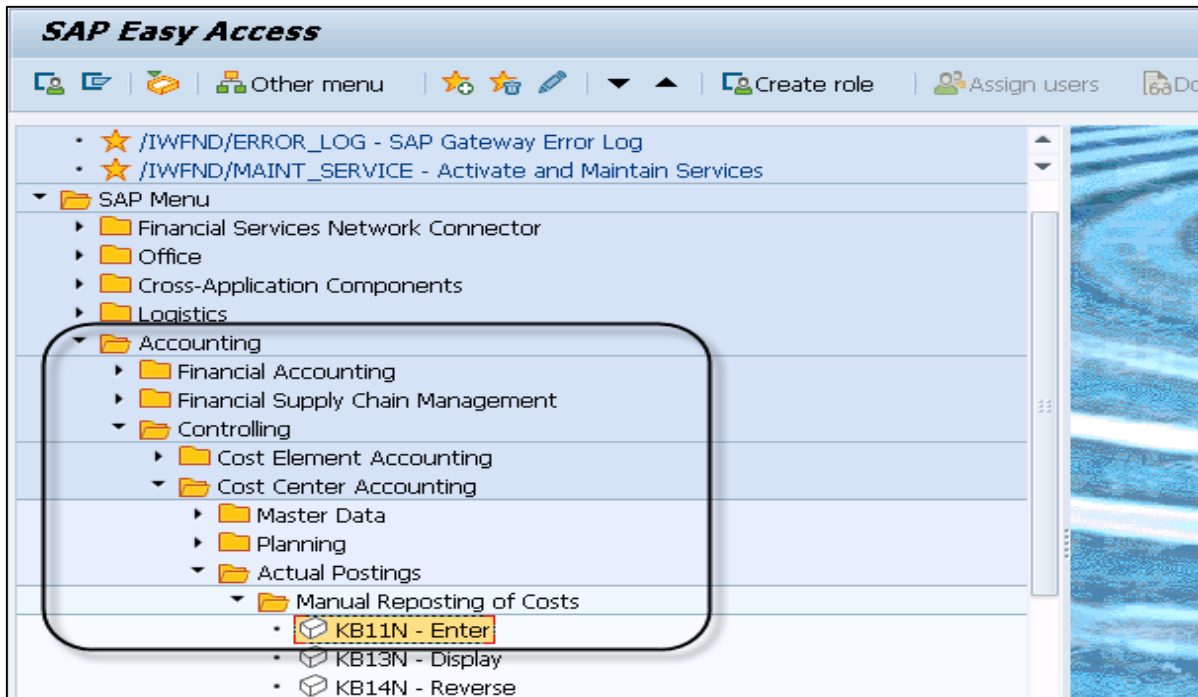 SAP Easy Access
Other menu Create role Assign users Do
/IWFND/ERROR_LOG - SAP Gateway Error Log
/IWFND/MAINT_SERVICE - Activate and Maintain Services
SAP Menu
Financial Services Network Connector
Office
Cross-Application Components
Logistics
Accounting
Financial Accounting
Financial Supply Chain Management
Controlling
Cost Element Accounting
Cost Center Accounting
Master Data
Planning
Actual Postings
Manual Reposting of Costs
KB11N - Enter
KB13N - Display
KB14N - Reverse